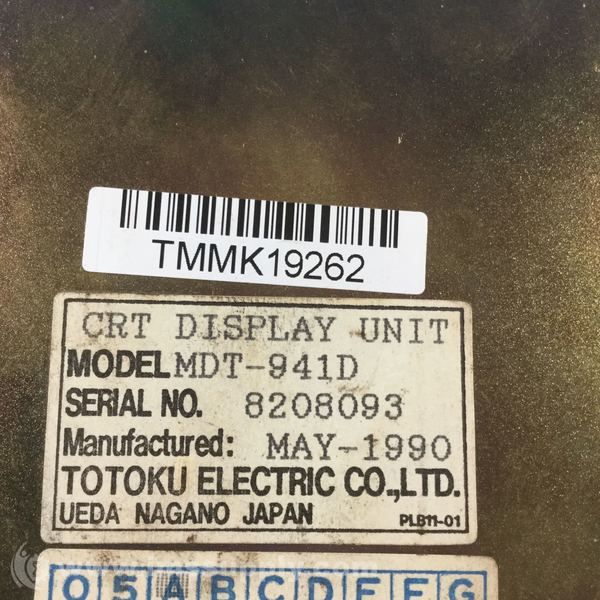 TMMK19262
CRT DISPLAY UNIT
MODEL MDT-941D
SERIAL NO. 8208093
Manufactured: MAY-1990
TOTOKU ELECTRIC CO.,LTD.
UEDA NAGANO JAPAN PLB11-01
0 5 A B C D E F G